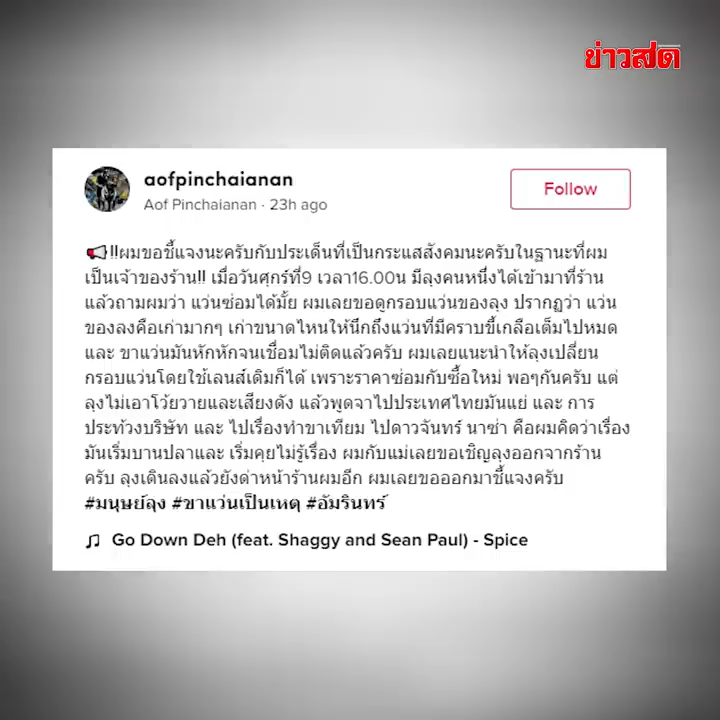 ข่าวสด
aofpinchaianan
Aof Pinchaianan · 23h ago
Follow
📢‼️ผมขอชี้แจงนะครับกับประเด็นที่เป็นกระแสสังคมนะครับในฐานะที่ผม
เป็นเจ้าของร้าน‼️ เมื่อวันศุกร์ที่9 เวลา16.00น มีลุงคนหนึ่งได้เข้ามาที่ร้าน
แล้วถามผมว่า แว่นซ่อมได้มั้ย ผมเลยขอดูกรอบแว่นของลุง ปรากฏว่า แว่น
ของลงคือเก่ามากๆ เก่าขนาดไหนให้นึกถึงแว่นที่มีคราบขี้เกลือเต็มไปหมด
และ ขาแว่นมันหักหักจนเชื่อมไม่ติดแล้วครับ ผมเลยแนะนำให้ลุงเปลี่ยน
กรอบแว่นโดยใช้เลนส์เดิมก็ได้ เพราะราคาซ่อมกับซื้อใหม่ พอๆกันครับ แต่
ลุงไม่เอาโว้ยวายและเสียงดัง แล้วพูดจาไปประเทศไทยมันแย่ และ การ
ประท้วงบริษัท และ ไปเรื่องทำขาเทียม ไปดาวจันทร์ นาซ่า คือผมคิดว่าเรื่อง
มันเริ่มบานปลาและ เริ่มคุยไม่รู้เรื่อง ผมกับแม่เลยขอเชิญลุงออกจากร้าน
ครับ ลุงเดินลงแล้วยังด่าหน้าร้านผมอีก ผมเลยขอออกมาชี้แจงครับ
#มนุษย์ลุง #ขาแว่นเป็นเหตุ #อัมรินทร์
♫ Go Down Deh (feat. Shaggy and Sean Paul) - Spice